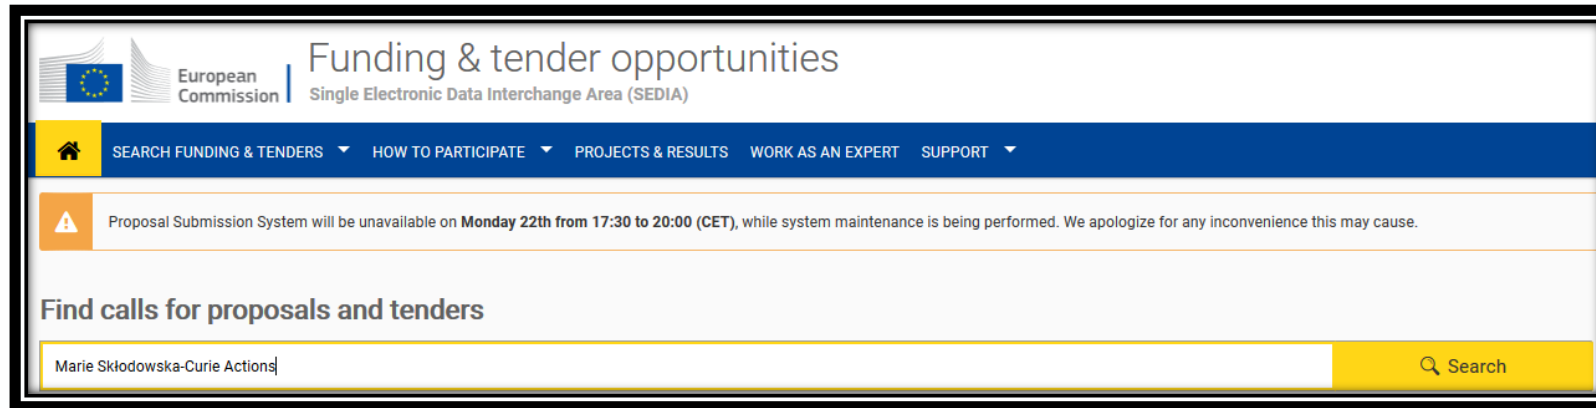 European
Commission
Funding & tender opportunities
Single Electronic Data Interchange Area (SEDIA)
SEARCH FUNDING & TENDERS HOW TO PARTICIPATE PROJECTS & RESULTS WORK AS AN EXPERT SUPPORT
Proposal Submission System will be unavailable on Monday 22th from 17:30 to 20:00 (CET), while system maintenance is being performed. We apologize for any inconvenience this may cause.
Find calls for proposals and tenders
Marie Skłodowska-Curie Actions Search